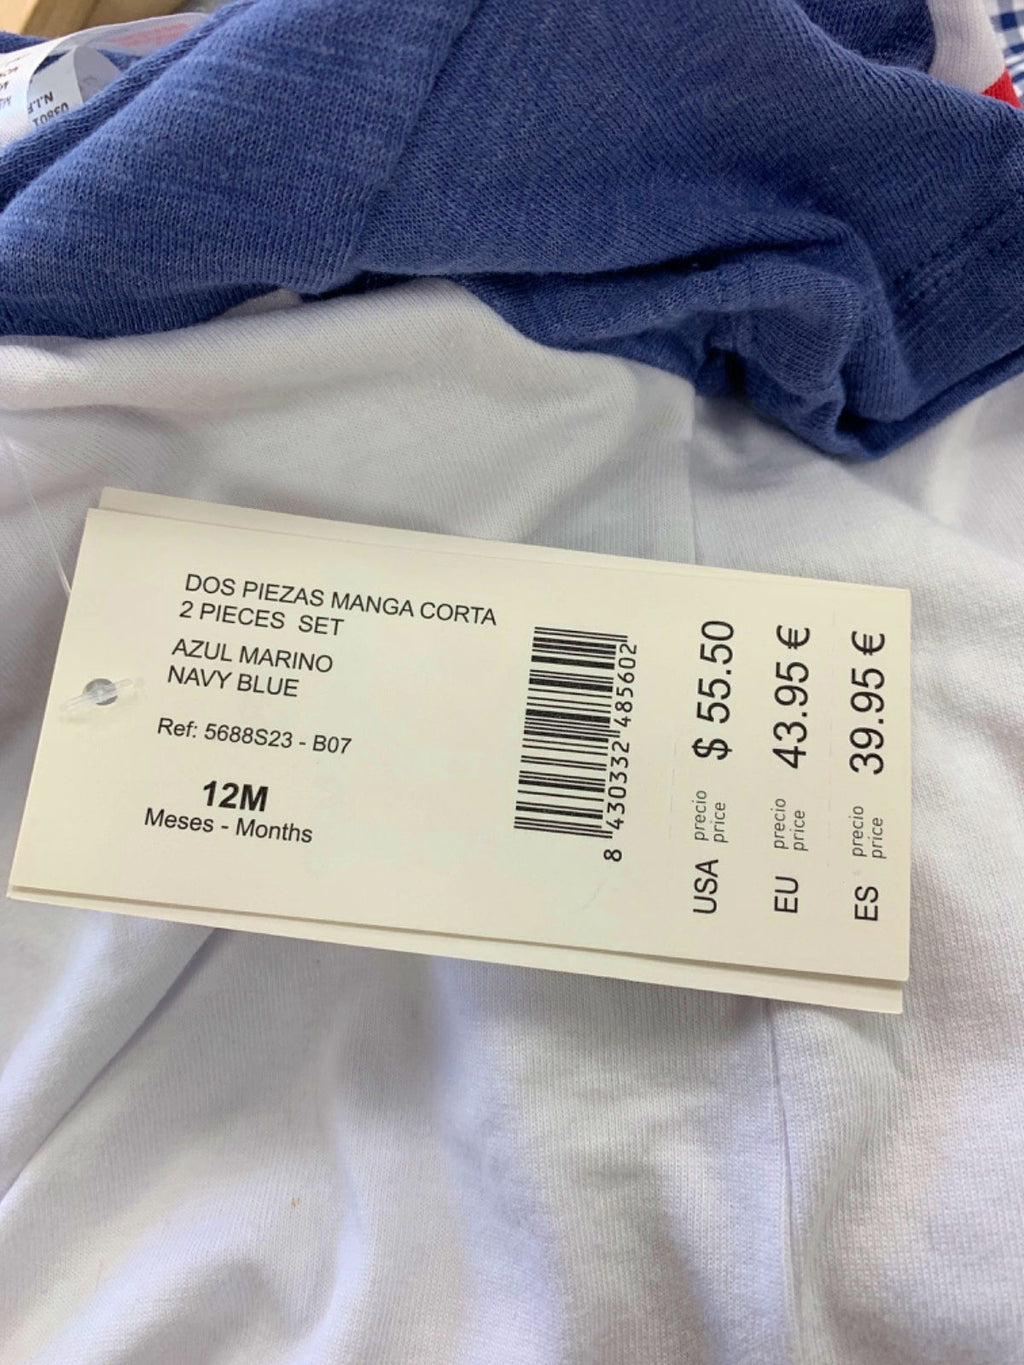 DOS PIEZAS MANGA CORTA
2 PIECES SET
AZUL MARINO
NAVY BLUE
Ref: 5688S23 - B07
12M
Meses - Months
8 430332 485602
USA precio price $ 55.50
EU precio price 43.95 €
ES precio price 39.95 €
N.I.F